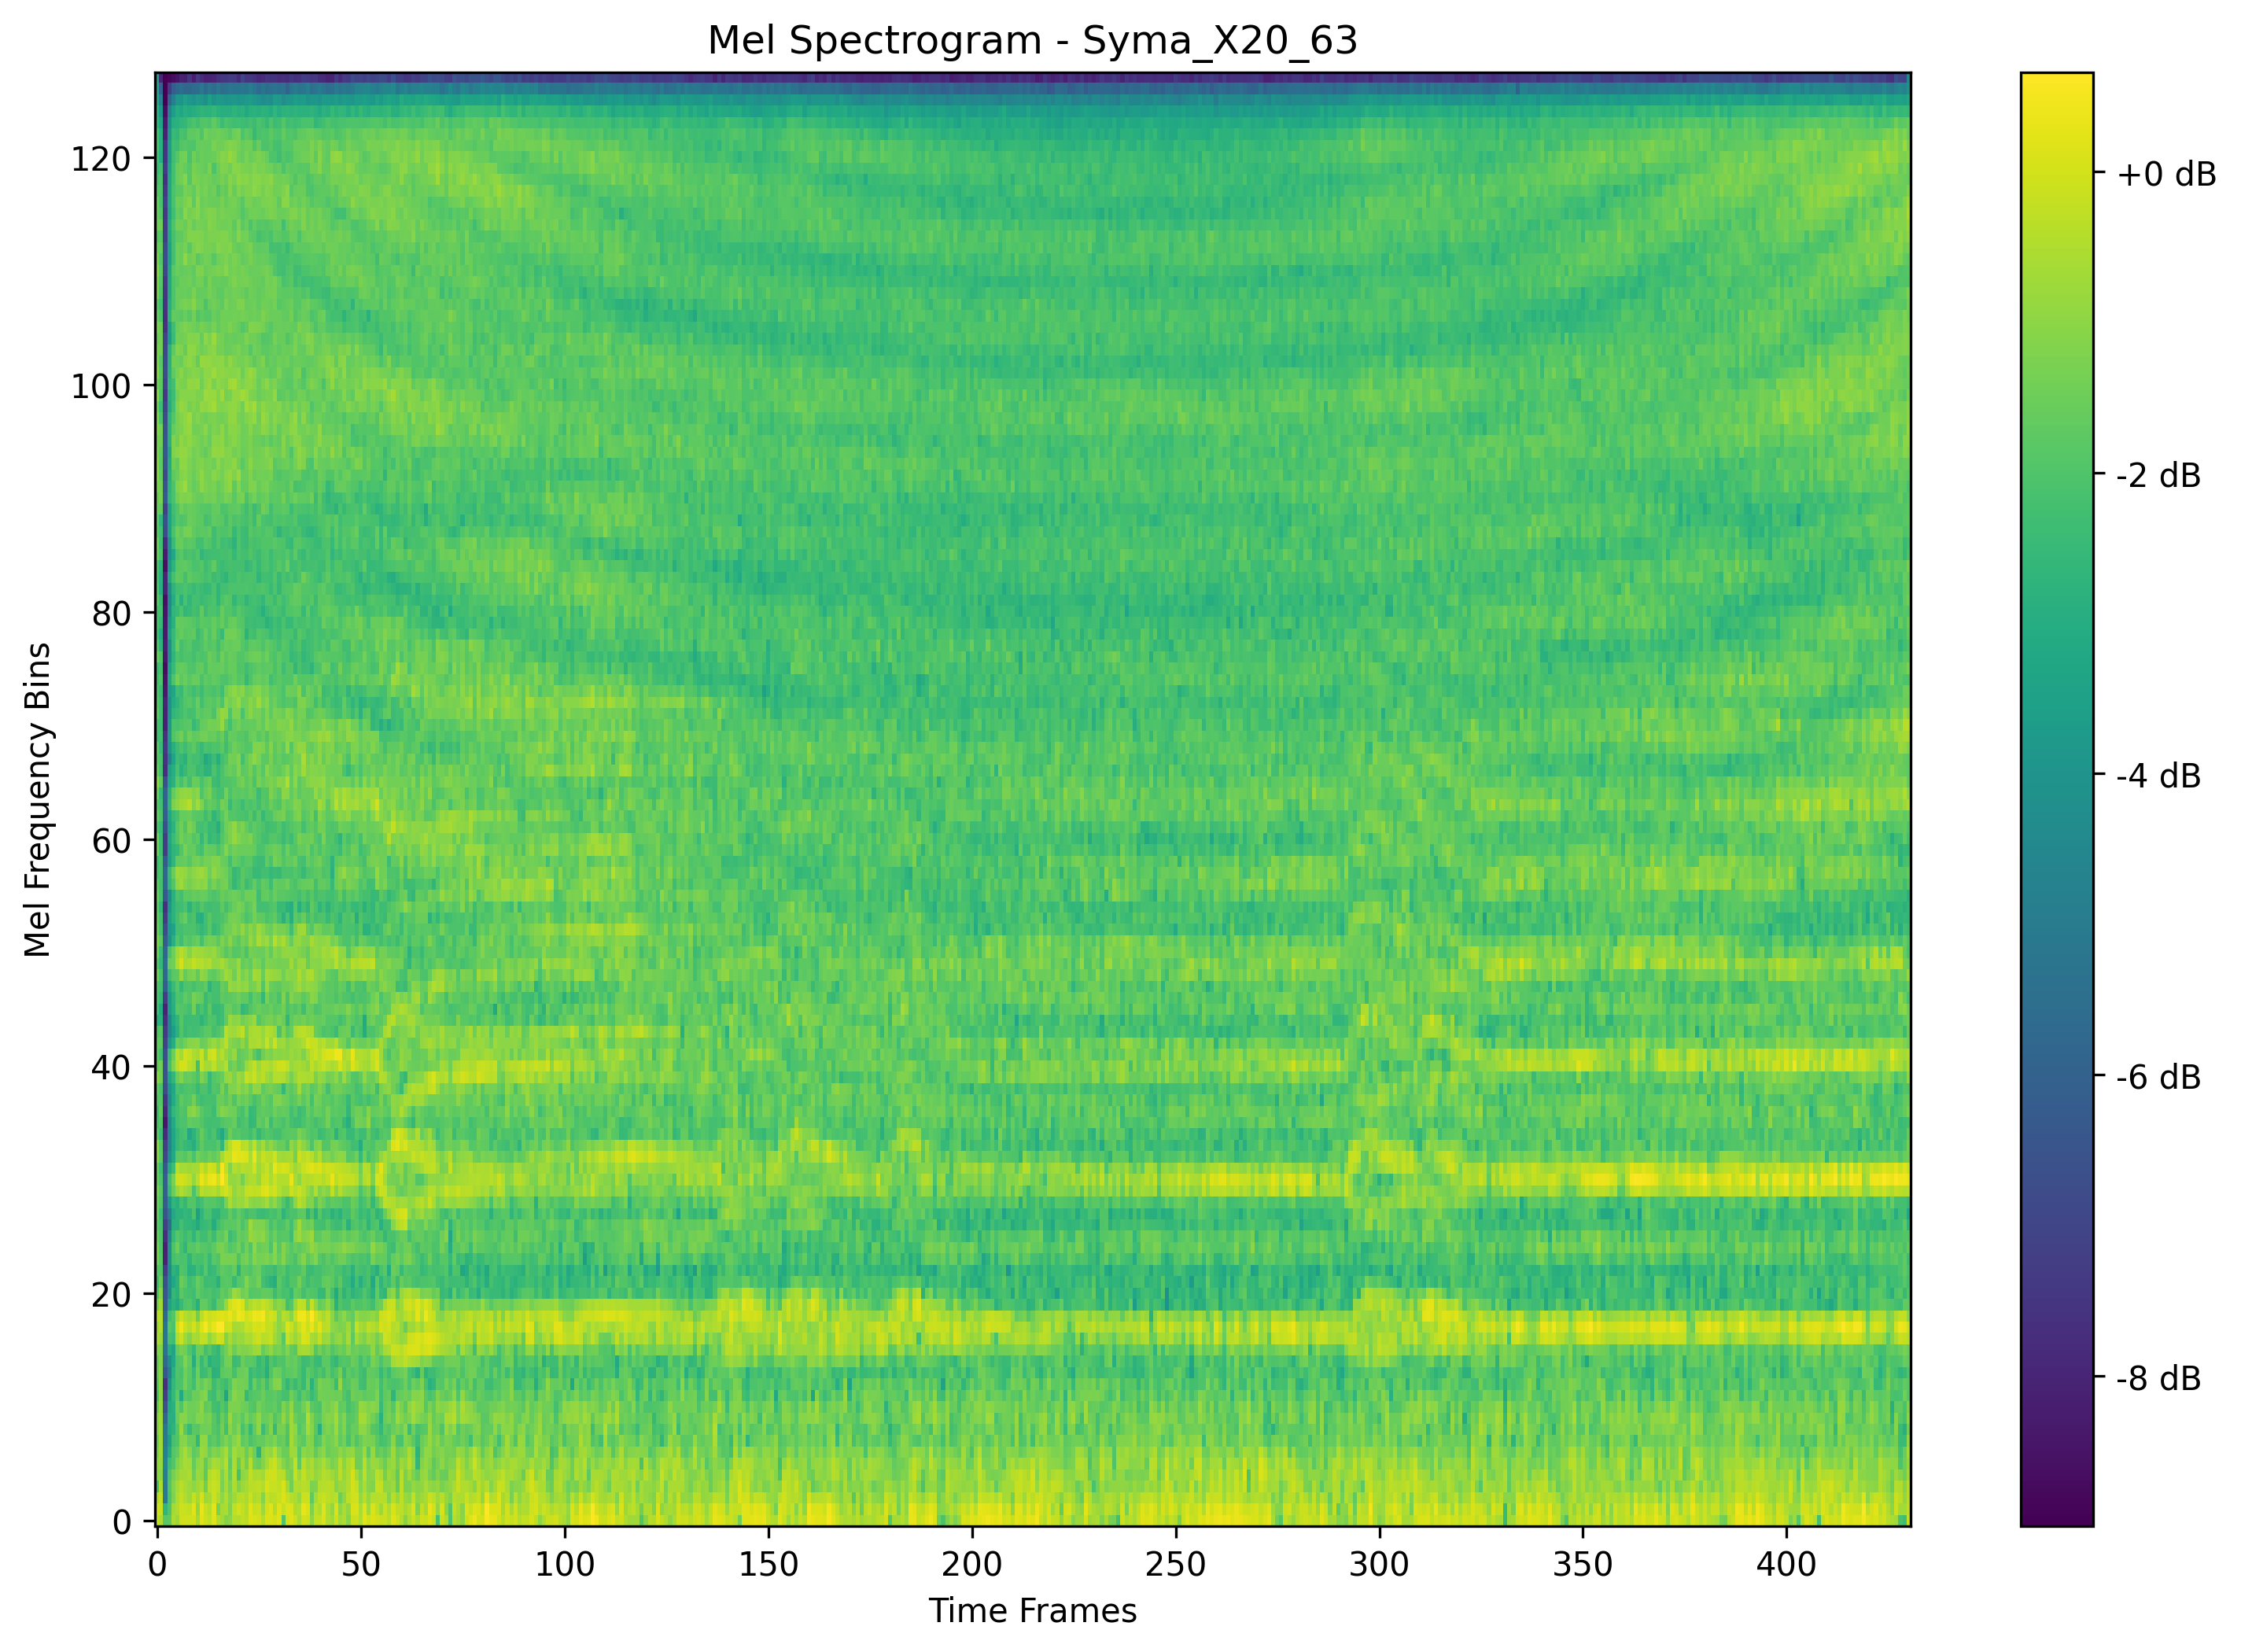 Mel Spectrogram - Syma_X20_63
Mel Frequency Bins
120
100
80
60
40
20
0
0 50 100 150 200 250 300 350 400
Time Frames
+0 dB
-2 dB
-4 dB
-6 dB
-8 dB